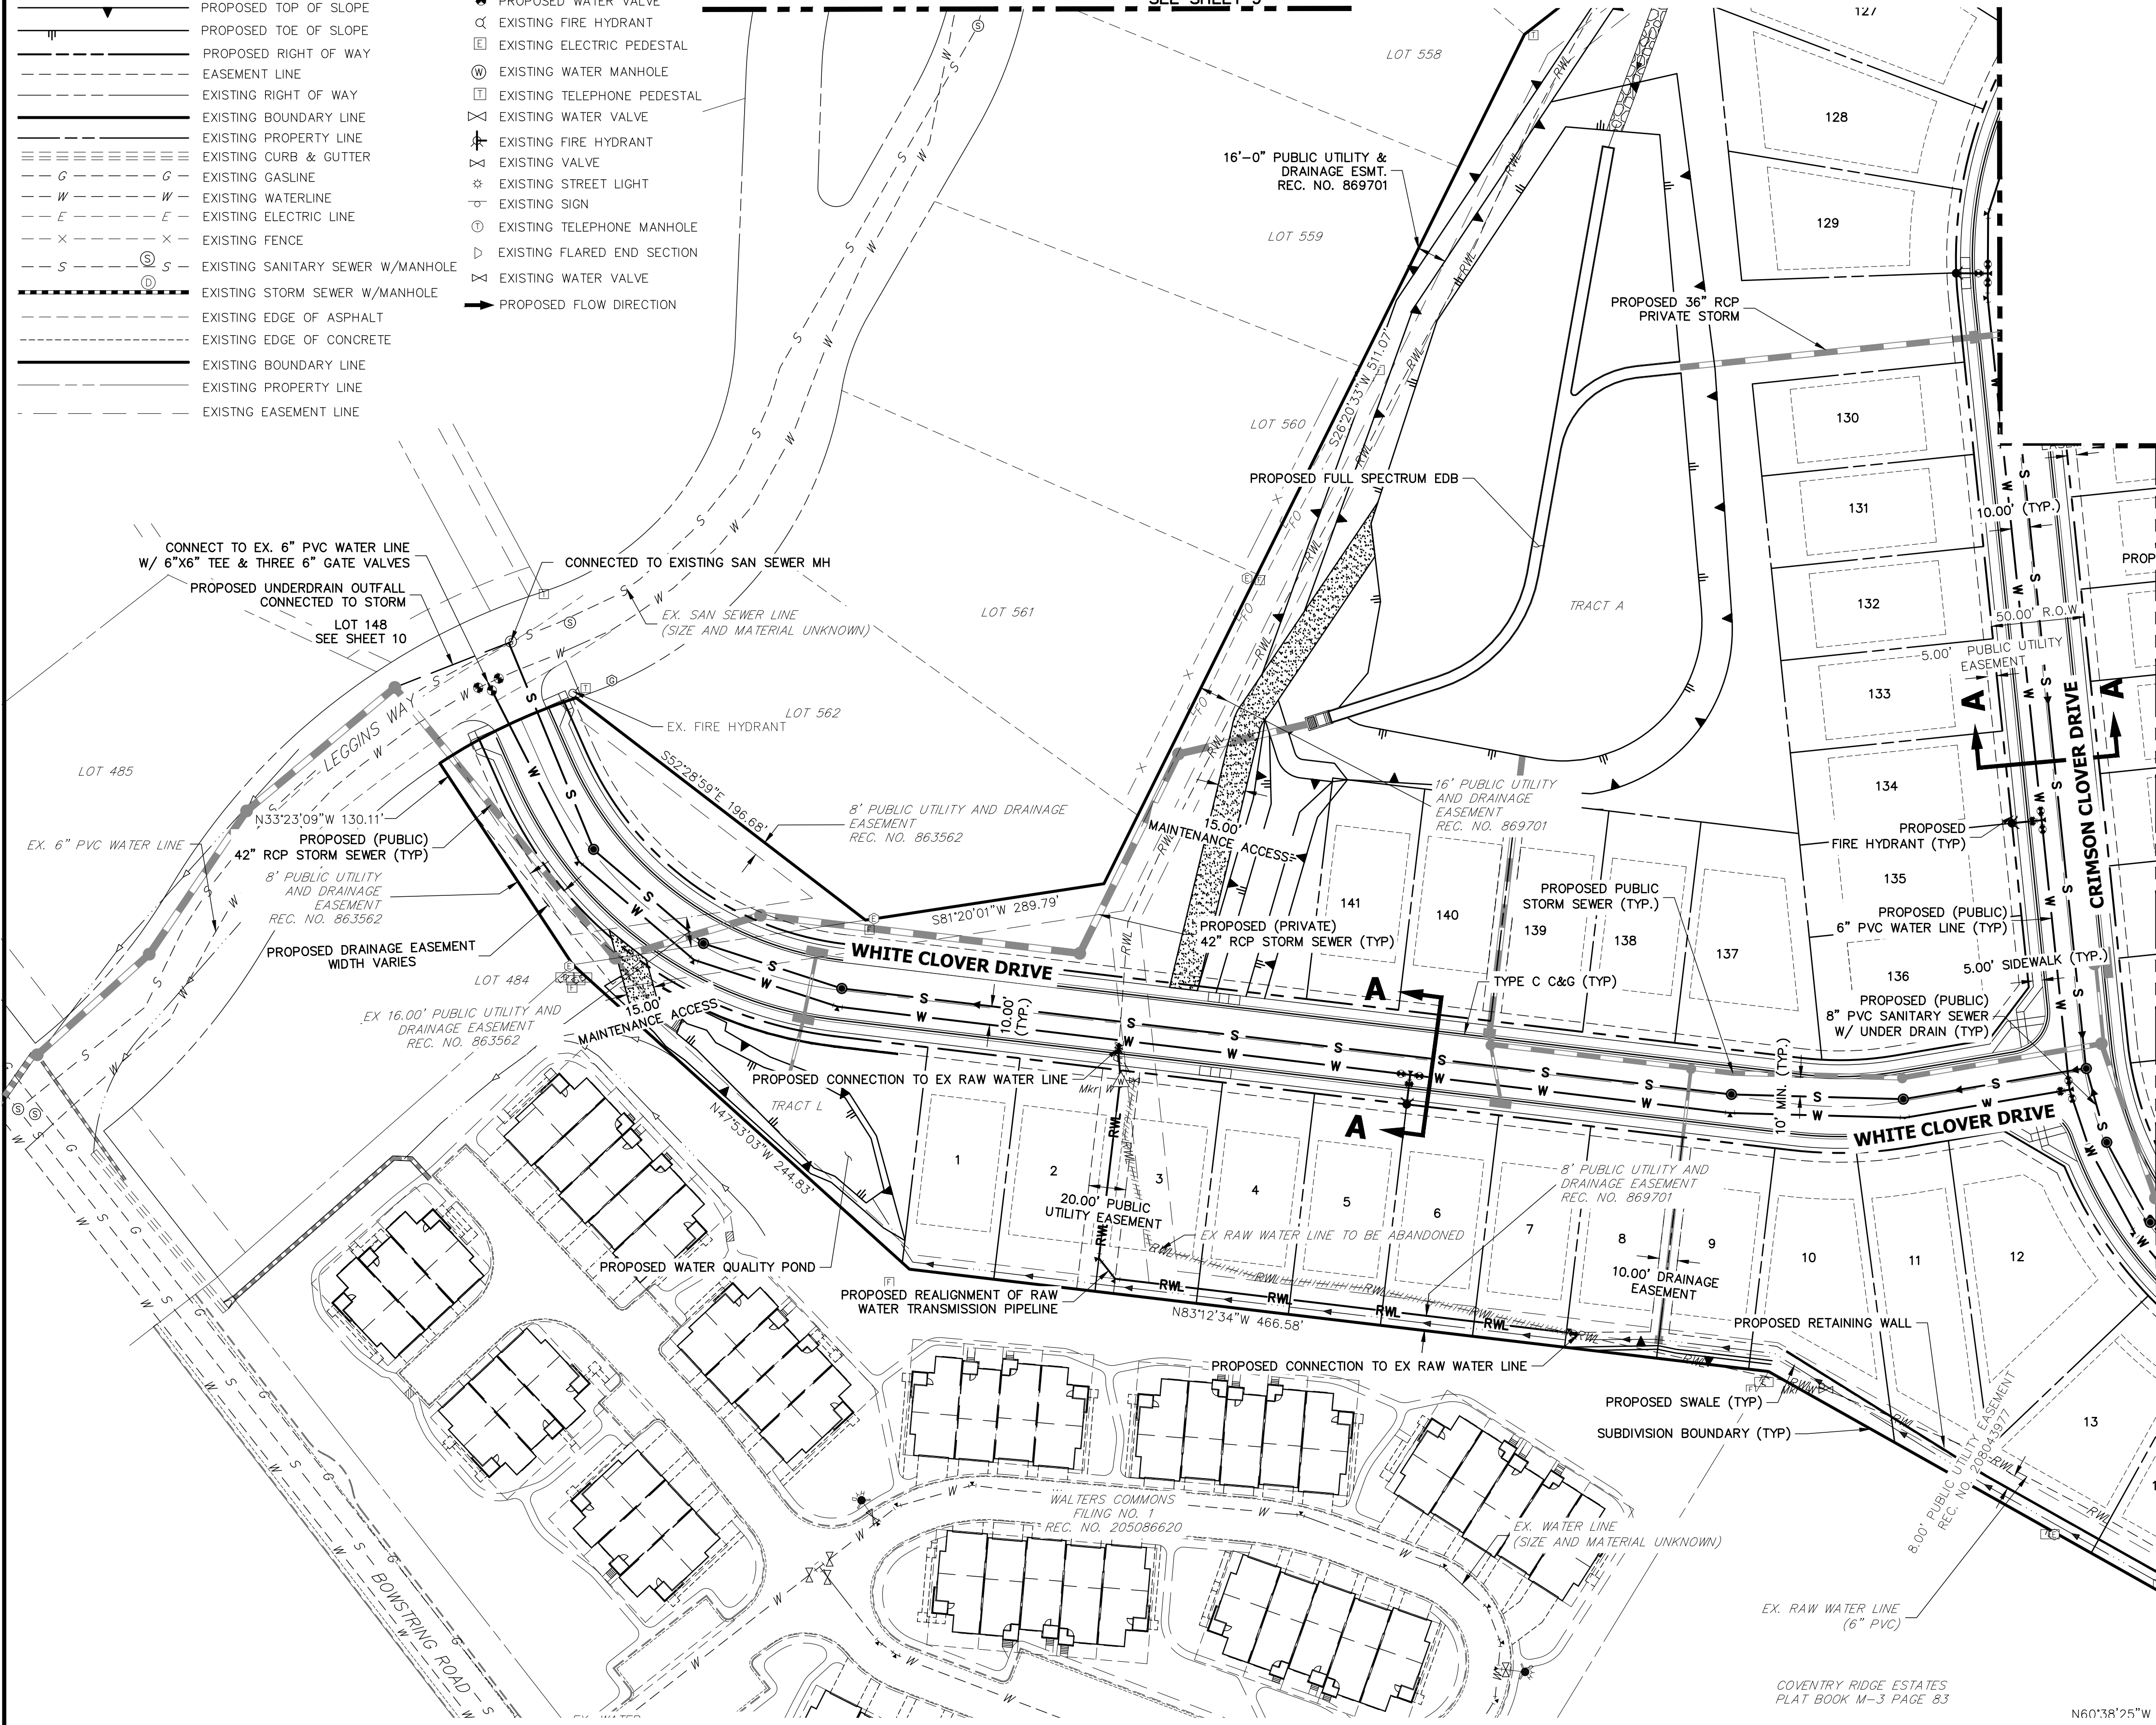 PROPOSED TOP OF SLOPE
PROPOSED TOE OF SLOPE
PROPOSED RIGHT OF WAY
EASEMENT LINE
EXISTING RIGHT OF WAY
EXISTING BOUNDARY LINE
EXISTING PROPERTY LINE
EXISTING CURB & GUTTER
G G EXISTING GASLINE
W W EXISTING WATERLINE
E E EXISTING ELECTRIC LINE
EXISTING FENCE
S S S EXISTING SANITARY SEWER W/MANHOLE
D EXISTING STORM SEWER W/MANHOLE
EXISTING EDGE OF ASPHALT
EXISTING EDGE OF CONCRETE
EXISTING BOUNDARY LINE
EXISTING PROPERTY LINE
EXISTNG EASEMENT LINE
PROPOSED WATER VALVE
EXISTING FIRE HYDRANT
E EXISTING ELECTRIC PEDESTAL
W EXISTING WATER MANHOLE
T EXISTING TELEPHONE PEDESTAL
EXISTING WATER VALVE
EXISTING FIRE HYDRANT
EXISTING VALVE
EXISTING STREET LIGHT
EXISTING SIGN
T EXISTING TELEPHONE MANHOLE
EXISTING FLARED END SECTION
EXISTING WATER VALVE
PROPOSED FLOW DIRECTION
SEE SHEET 9
LOT 558
127
128
129
16'-0" PUBLIC UTILITY &
DRAINAGE ESMT.
REC. NO. 869701
LOT 559
PROPOSED 36" RCP
PRIVATE STORM
S26°20'33"W 511.07'
LOT 560
PROPOSED FULL SPECTRUM EDB
130
131
132
133
134
135
136
10.00' (TYP.)
PROP
50.00' R.O.W
5.00' PUBLIC UTILITY
EASEMENT
A
A
CRIMSON CLOVER DRIVE
CONNECT TO EX. 6" PVC WATER LINE
W/ 6"X6" TEE & THREE 6" GATE VALVES
PROPOSED UNDERDRAIN OUTFALL
CONNECTED TO STORM
LOT 148
SEE SHEET 10
CONNECTED TO EXISTING SAN SEWER MH
EX. SAN SEWER LINE
(SIZE AND MATERIAL UNKNOWN)
LOT 561
TRACT A
LEGGINS WAY
LOT 562
EX. FIRE HYDRANT
LOT 485
S52°28'59"E 196.68'
N33°23'09"W 130.11'
EX. 6" PVC WATER LINE
PROPOSED (PUBLIC)
42" RCP STORM SEWER (TYP)
8' PUBLIC UTILITY
AND DRAINAGE
EASEMENT
REC. NO. 863562
8' PUBLIC UTILITY AND DRAINAGE
EASEMENT
REC. NO. 863562
16' PUBLIC UTILITY
AND DRAINAGE
EASEMENT
REC. NO. 869701
15.00'
MAINTENANCE ACCESS
PROPOSED
FIRE HYDRANT (TYP)
PROPOSED DRAINAGE EASEMENT
WIDTH VARIES
S81°20'01"W 289.79'
PROPOSED (PRIVATE)
42" RCP STORM SEWER (TYP)
141
140
139
138
137
PROPOSED PUBLIC
STORM SEWER (TYP.)
PROPOSED (PUBLIC)
6" PVC WATER LINE (TYP)
5.00' SIDEWALK (TYP.)
PROPOSED (PUBLIC)
8" PVC SANITARY SEWER
W/ UNDER DRAIN (TYP)
LOT 484
WHITE CLOVER DRIVE
TYPE C C&G (TYP)
EX 16.00' PUBLIC UTILITY AND
DRAINAGE EASEMENT
REC. NO. 863562
15.00'
MAINTENANCE ACCESS
10.00'
(TYP.)
A
A
10' MIN. (TYP.)
WHITE CLOVER DRIVE
PROPOSED CONNECTION TO EX RAW WATER LINE
Mkr W
TRACT L
N47°53'03"W 244.83'
1
2
3
4
5
6
7
8
9
10
11
12
13
20.00' PUBLIC
UTILITY EASEMENT
8' PUBLIC UTILITY AND
DRAINAGE EASEMENT
REC. NO. 869701
EX RAW WATER LINE TO BE ABANDONED
PROPOSED WATER QUALITY POND
10.00' DRAINAGE
EASEMENT
PROPOSED REALIGNMENT OF RAW
WATER TRANSMISSION PIPELINE
N83°12'34"W 466.58'
PROPOSED RETAINING WALL
PROPOSED CONNECTION TO EX RAW WATER LINE
PROPOSED SWALE (TYP)
SUBDIVISION BOUNDARY (TYP)
8.00' PUBLIC UTILITY EASEMENT
REC. NO. 208043977
WALTERS COMMONS
FILING NO. 1
REC. NO. 205086620
EX. WATER LINE
(SIZE AND MATERIAL UNKNOWN)
EX. RAW WATER LINE
(6" PVC)
BOWSTRING ROAD
COVENTRY RIDGE ESTATES
PLAT BOOK M-3 PAGE 83
N60°38'25"W